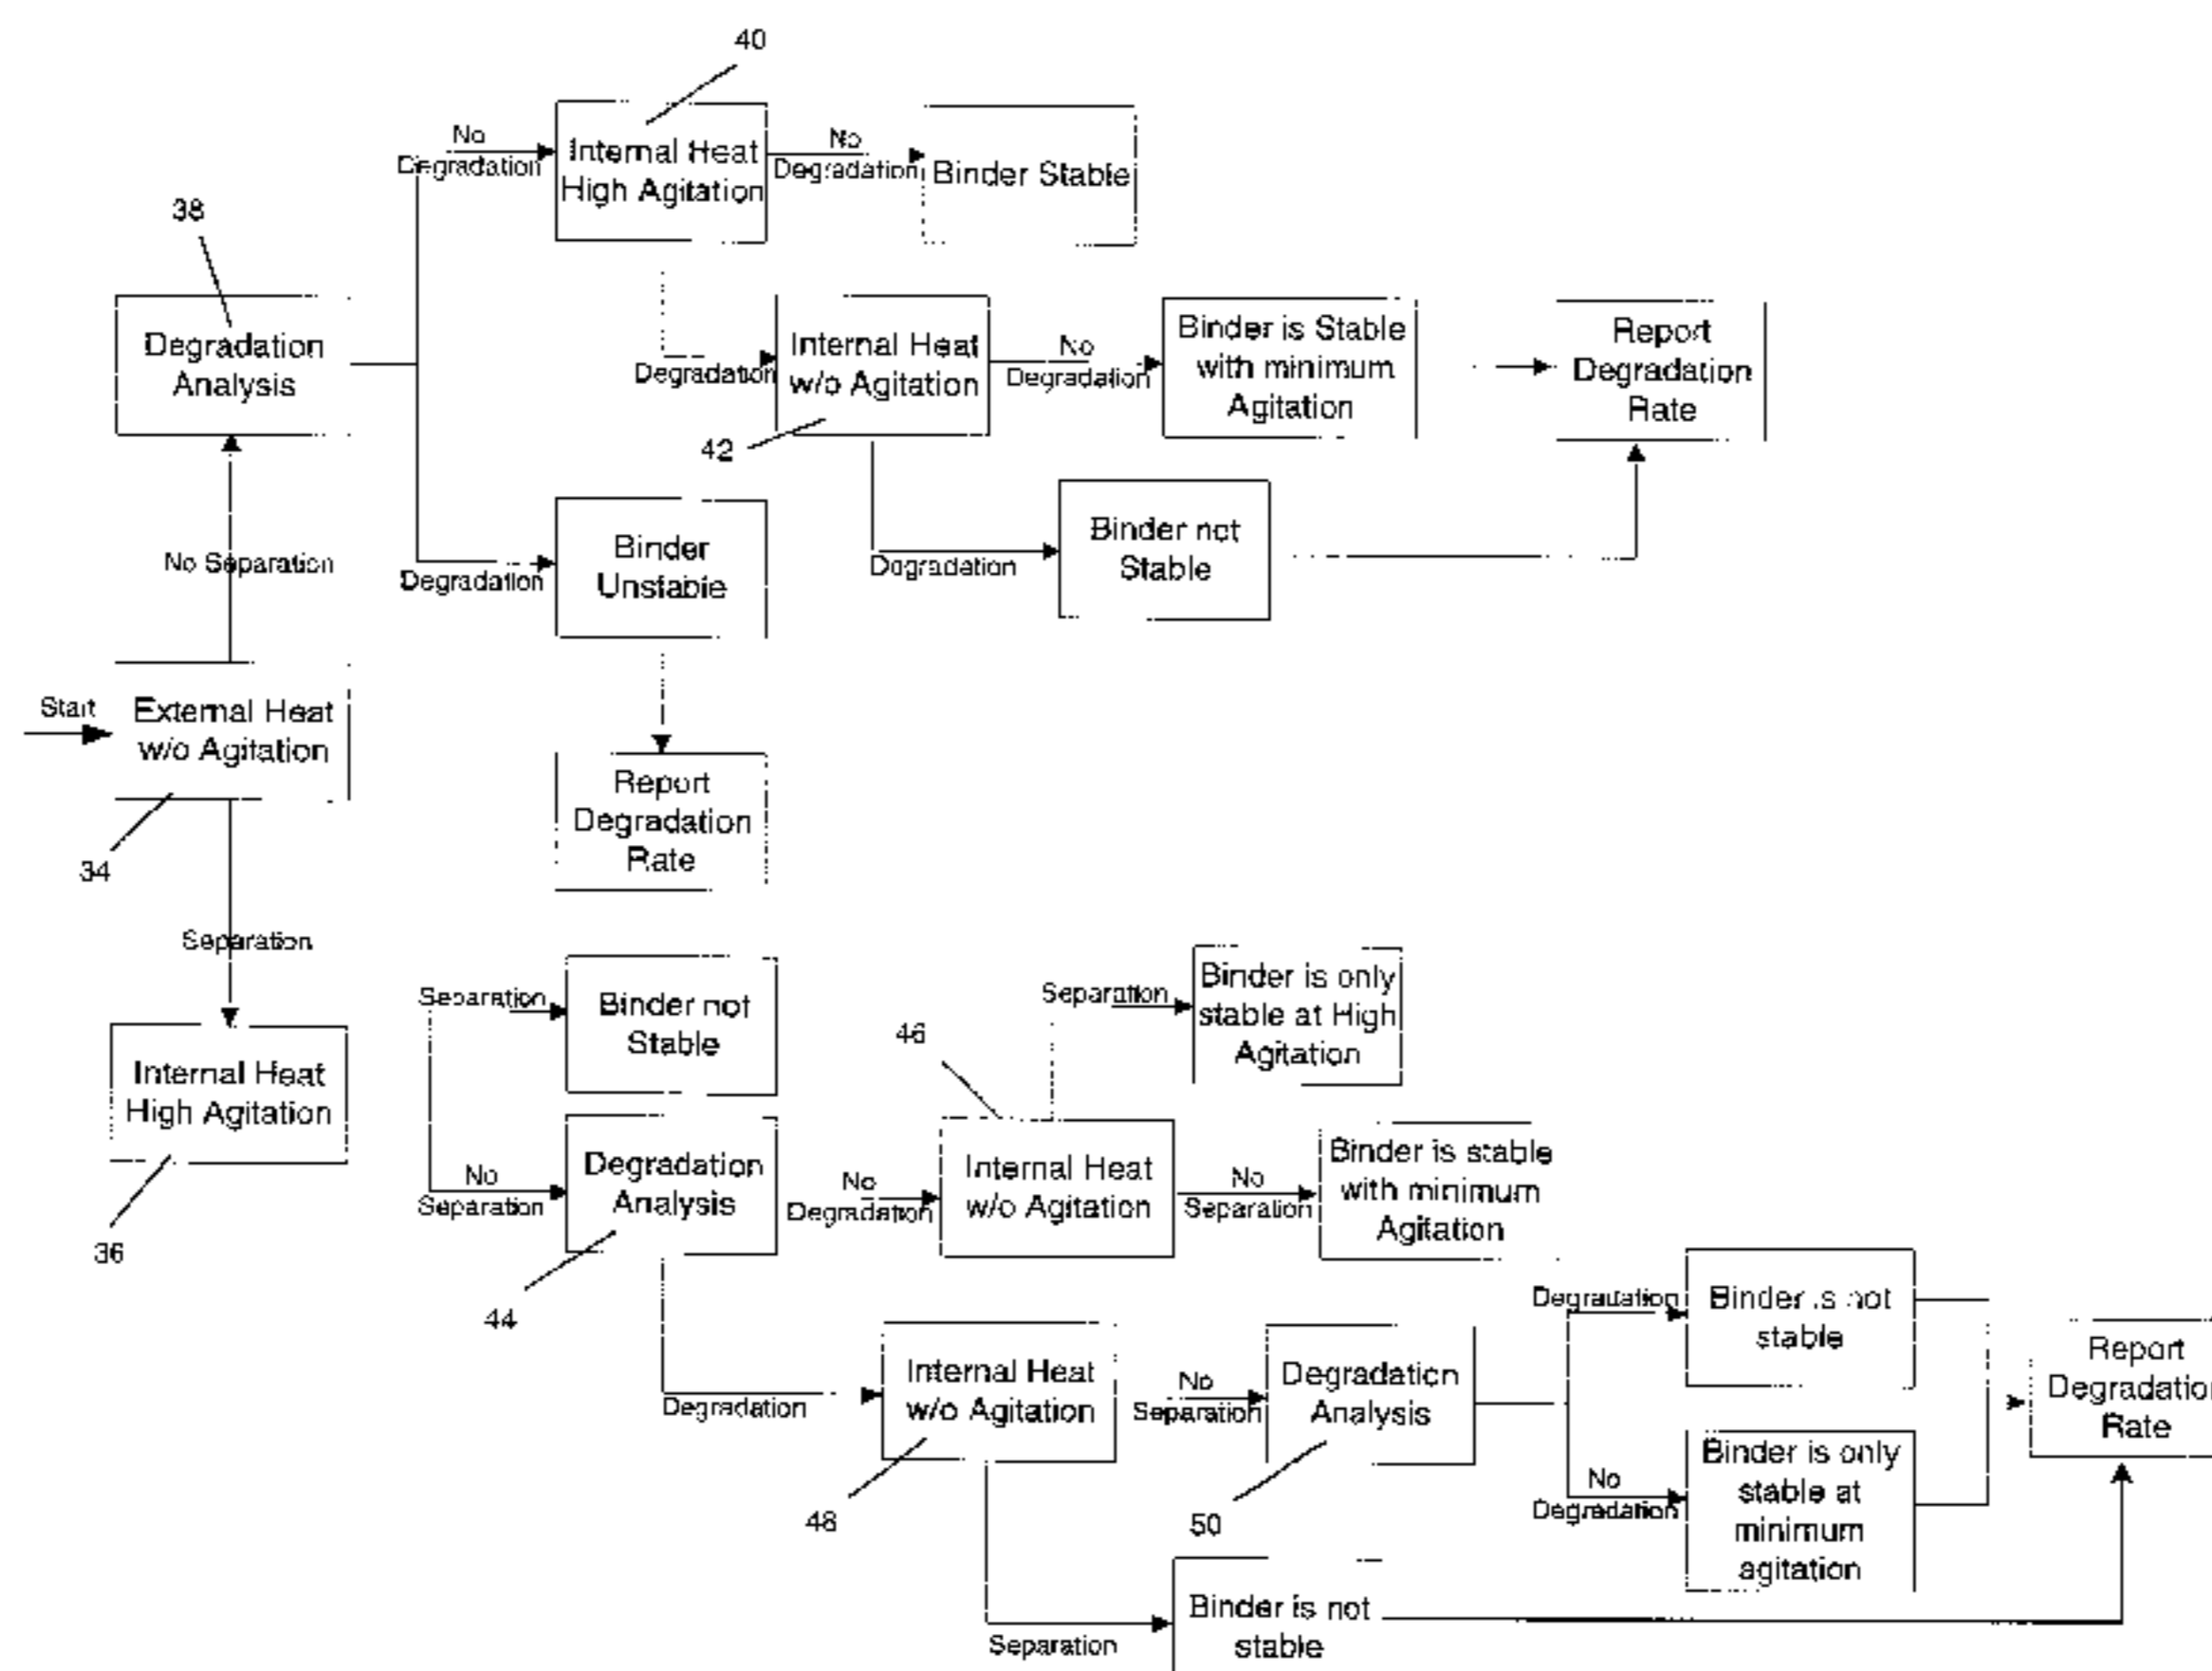 40
No
Degradation
Internal Heat
High Agitation
No
Degradation
Binder Stable
38
Degradation
Analysis
Degradation
Internal Heat
w/o Agitation
42
No
Degradation
Binder is Stable
with minimum
Agitation
Report
Degradation
Rate
No Separation
Degradation
Binder
Unstable
Degradation
Binder not
Stable
Start
External Heat
w/o Agitation
34
Report
Degradation
Rate
Separation
Internal Heat
High Agitation
36
Separation
Binder not
Stable
No
Separation
Degradation
Analysis
44
No
Degradation
46
Internal Heat
w/o Agitation
Separation
Binder is only
stable at High
Agitation
No
Separation
Binder is stable
with minimum
Agitation
Degradation
Internal Heat
w/o Agitation
48
No
Separation
Degradation
Analysis
50
Degradation
Binder is not
stable
No
Degradation
Binder is only
stable at
minimum
agitation
Report
Degradation
Rate
Separation
Binder is not
stable